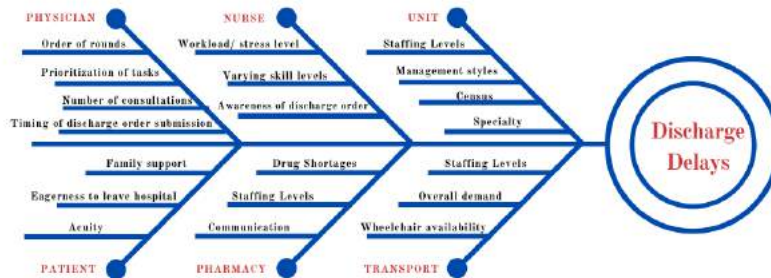 PHYSICIAN
Order of rounds
Prioritization of tasks
Number of consultations
Timing of discharge order submission
NURSE
Workload/ stress level
Varying skill levels
Awareness of discharge order
UNIT
Staffing Levels
Management styles
Census
Specialty
Discharge
Delays
Family support
Eagerness to leave hospital
Acuity
PATIENT
Drug Shortages
Staffing Levels
Communication
PHARMACY
Staffing Levels
Overall demand
Wheelchair availability
TRANSPORT